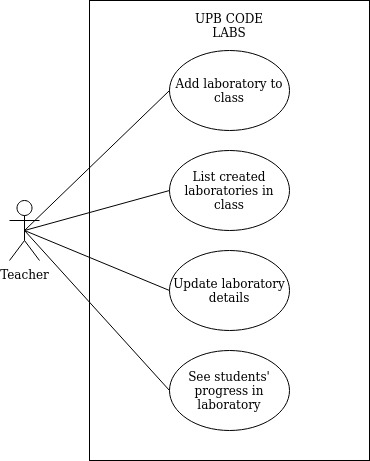 UPB CODE
LABS
Add laboratory to
class
List created
laboratories in
class
Teacher
Update laboratory
details
See students'
progress in
laboratory